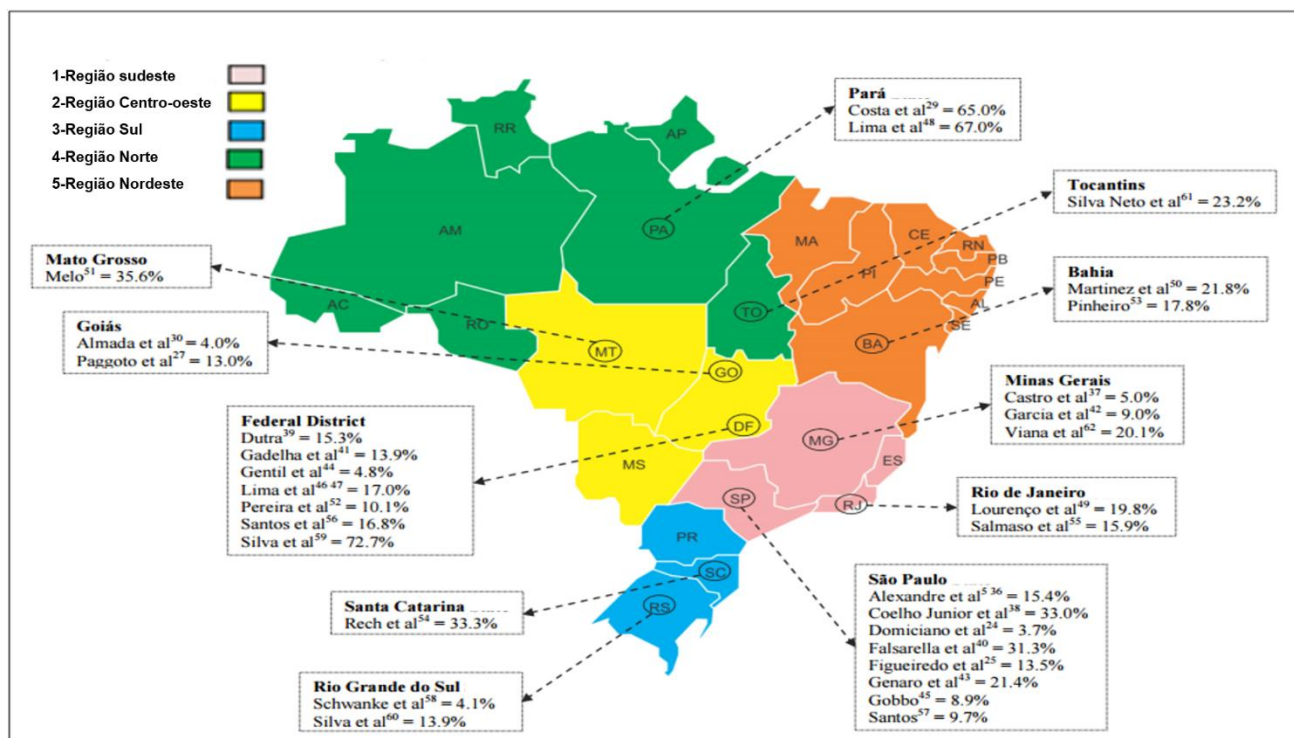 1-Região sudeste
2-Região Centro-oeste
3-Região Sul
4-Região Norte
5-Região Nordeste
Pará
Costa et al29 = 65.0%
Lima et al48 = 67.0%
Tocantins
Silva Neto et al61 = 23.2%
Bahia
Martinez et al50 = 21.8%
Pinheiro53 = 17.8%
Mato Grosso
Melo51 = 35.6%
Goiás
Almada et al30 = 4.0%
Paggoto et al27 = 13.0%
Federal District
Dutra39 = 15.3%
Gadelha et al41 = 13.9%
Gentil et al44 = 4.8%
Lima et al46 47 = 17.0%
Pereira et al52 = 10.1%
Santos et al56 = 16.8%
Silva et al59 = 72.7%
Minas Gerais
Castro et al37 = 5.0%
Garcia et al42 = 9.0%
Viana et al62 = 20.1%
Rio de Janeiro
Lourenço et al49 = 19.8%
Salmaso et al55 = 15.9%
Santa Catarina
Rech et al54 = 33.3%
Rio Grande do Sul
Schwanke et al58 = 4.1%
Silva et al60 = 13.9%
São Paulo
Alexandre et al5 36 = 15.4%
Coelho Junior et al38 = 33.0%
Domiciano et al24 = 3.7%
Falsarella et al40 = 31.3%
Figueiredo et al25 = 13.5%
Genaro et al43 = 21.4%
Gobbo45 = 8.9%
Santos57 = 9.7%
RR
AP
AM
PA
MA
CE
RN
PB
PE
PI
AL
SE
AC
RO
TO
BA
MT
GO
DF
MG
ES
MS
SP
RJ
PR
SC
RS